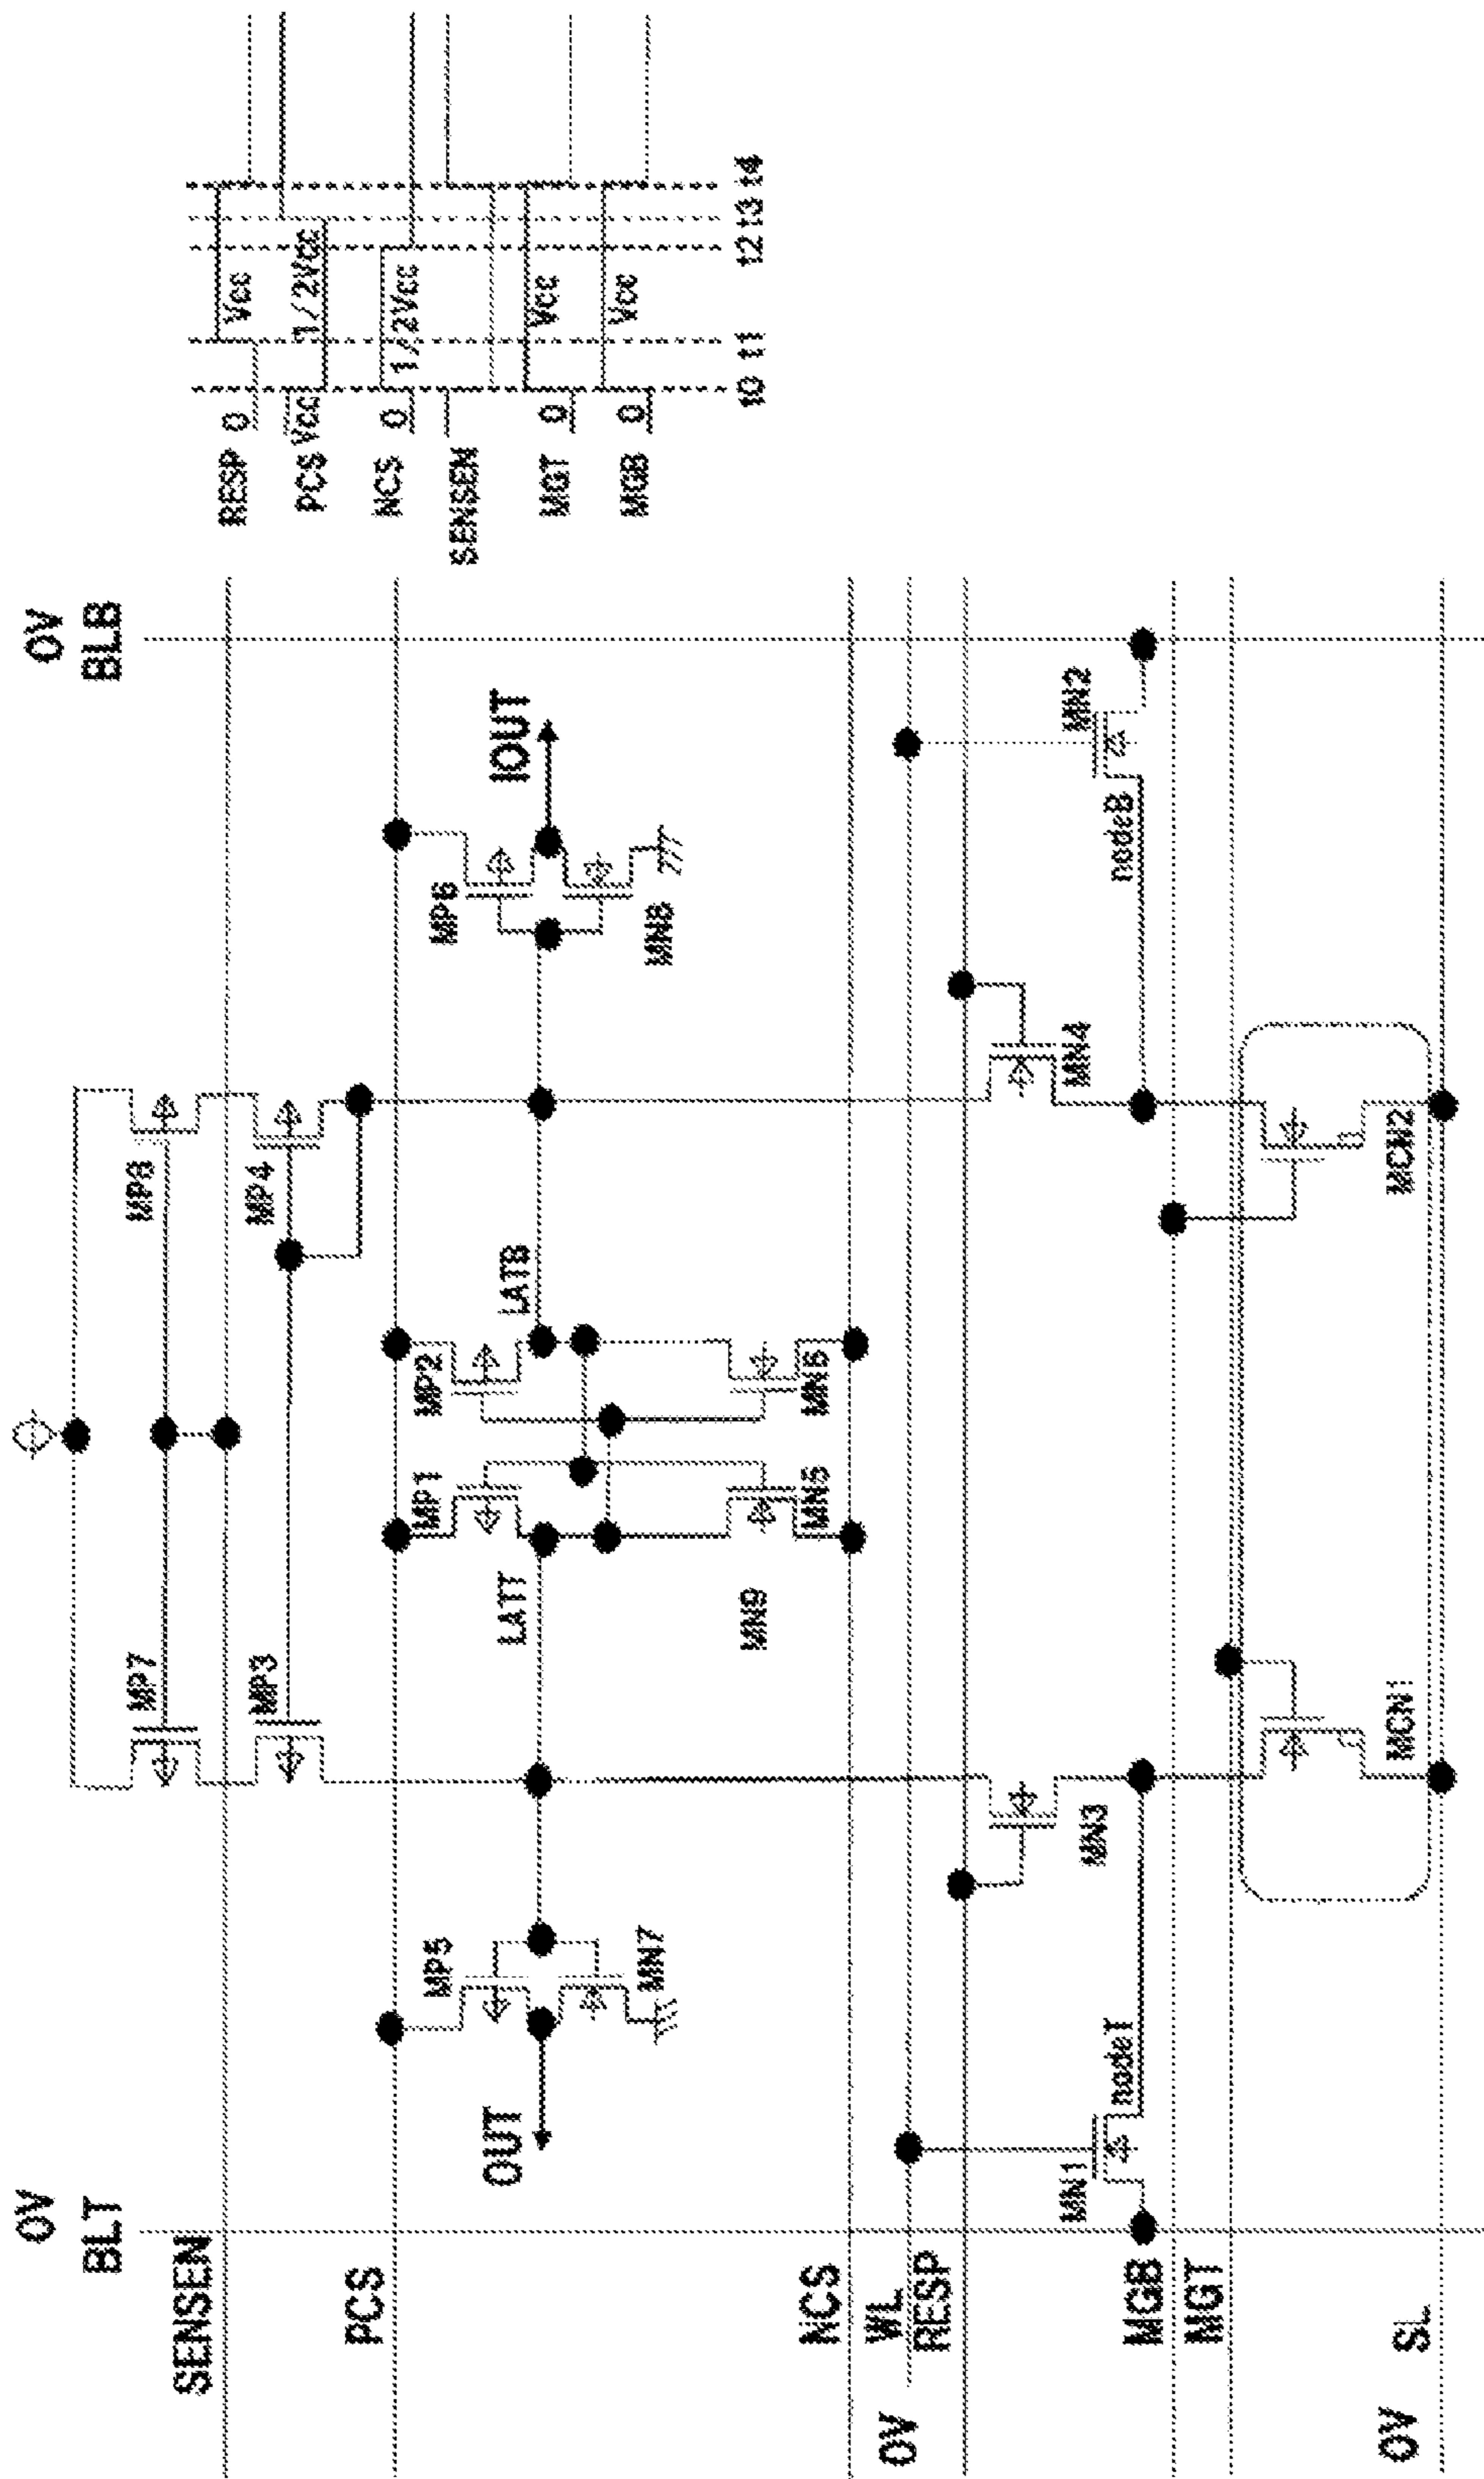 0V
BLT
0V
BLB
SENSEN
MP7
MP8
MP3
MP4
PCS
MP5
MP1
MP2
MP6
OUT
LATT
LATB
IOUT
MN7
MN9
MN5
MN6
MN8
NCS
0V WL
RESP
MN1
nodeT
MN3
MN4
nodeB
MN2
MGB
MGT
MCN1
MCN2
0V SL
RESP 0 Vcc
PCS Vcc 1/2Vcc
NCS 0 1/2Vcc
SENSEN
MGT 0 Vcc
MGB 0 Vcc
t0 t1 t2 t3 t4